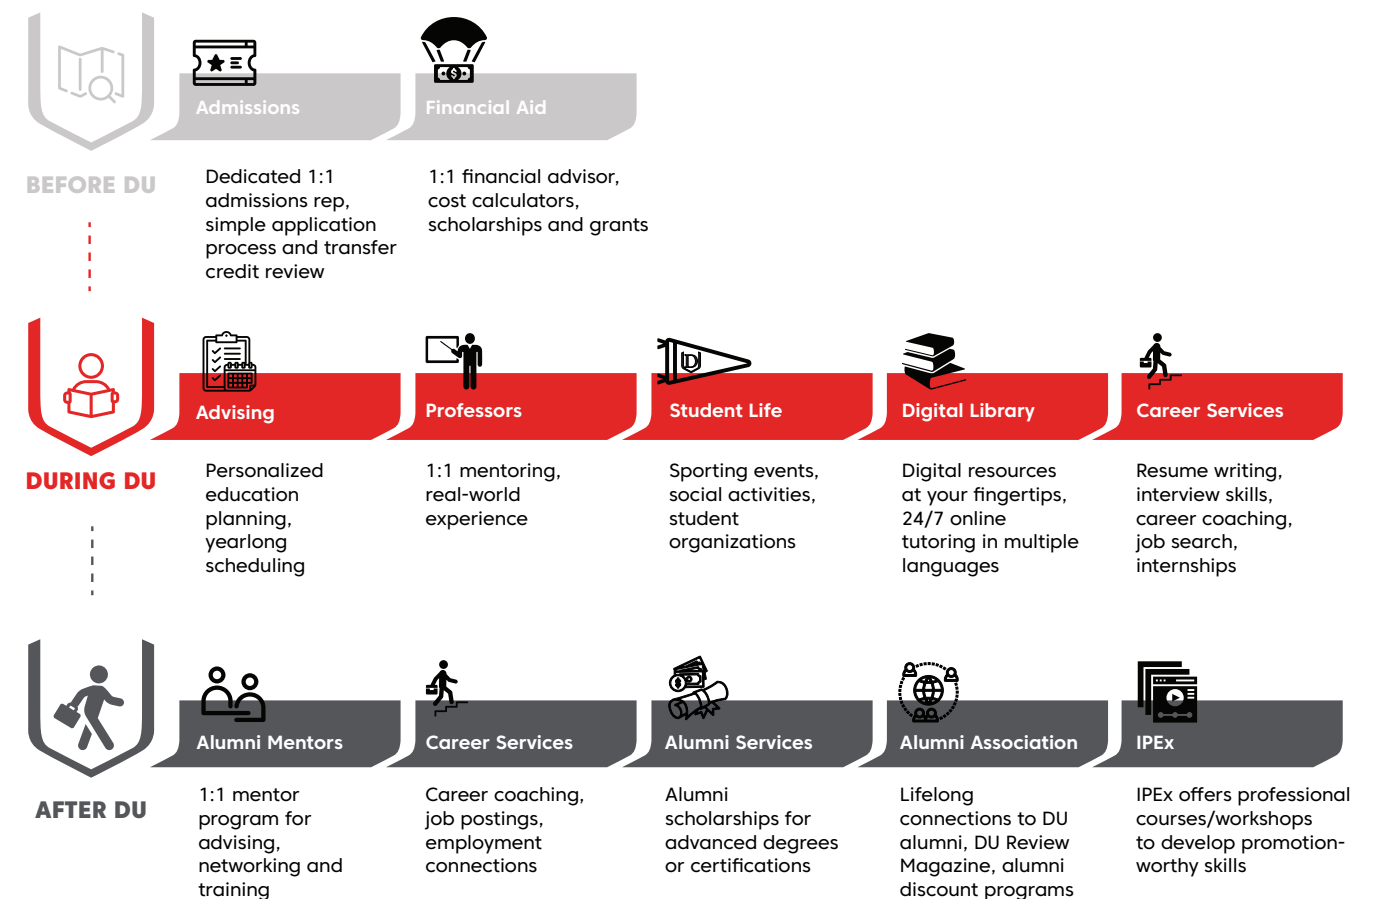 Admissions
Financial Aid
BEFORE DU
Dedicated 1:1
admissions rep,
simple application
process and transfer
credit review
1:1 financial advisor,
cost calculators,
scholarships and grants
Advising
Professors
Student Life
Digital Library
Career Services
DURING DU
Personalized
education
planning,
yearlong
scheduling
1:1 mentoring,
real-world
experience
Sporting events,
social activities,
student
organizations
Digital resources
at your fingertips,
24/7 online
tutoring in multiple
languages
Resume writing,
interview skills,
career coaching,
job search,
internships
Alumni Mentors
Career Services
Alumni Services
Alumni Association
IPEx
AFTER DU
1:1 mentor
program for
advising,
networking and
training
Career coaching,
job postings,
employment
connections
Alumni
scholarships for
advanced degrees
or certifications
Lifelong
connections to DU
alumni, DU Review
Magazine, alumni
discount programs
IPEx offers professional
courses/workshops
to develop promotion-
worthy skills